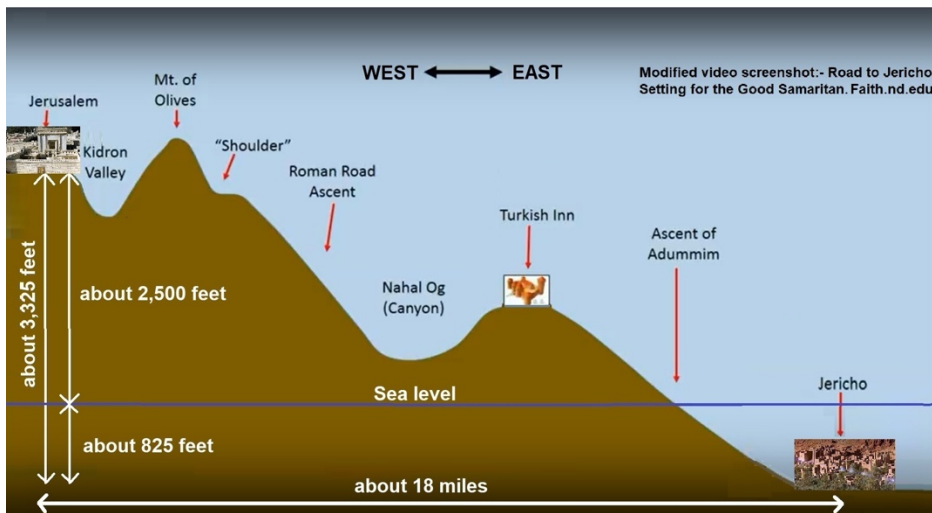 WEST EAST
Modified video screenshot:- Road to Jericho
Setting for the Good Samaritan. Faith.nd.edu
Mt. of
Olives
Jerusalem
Kidron
Valley
“Shoulder”
Roman Road
Ascent
Turkish Inn
Ascent of
Adummim
Nahal Og
(Canyon)
about 3,325 feet
about 2,500 feet
Sea level
Jericho
about 825 feet
about 18 miles